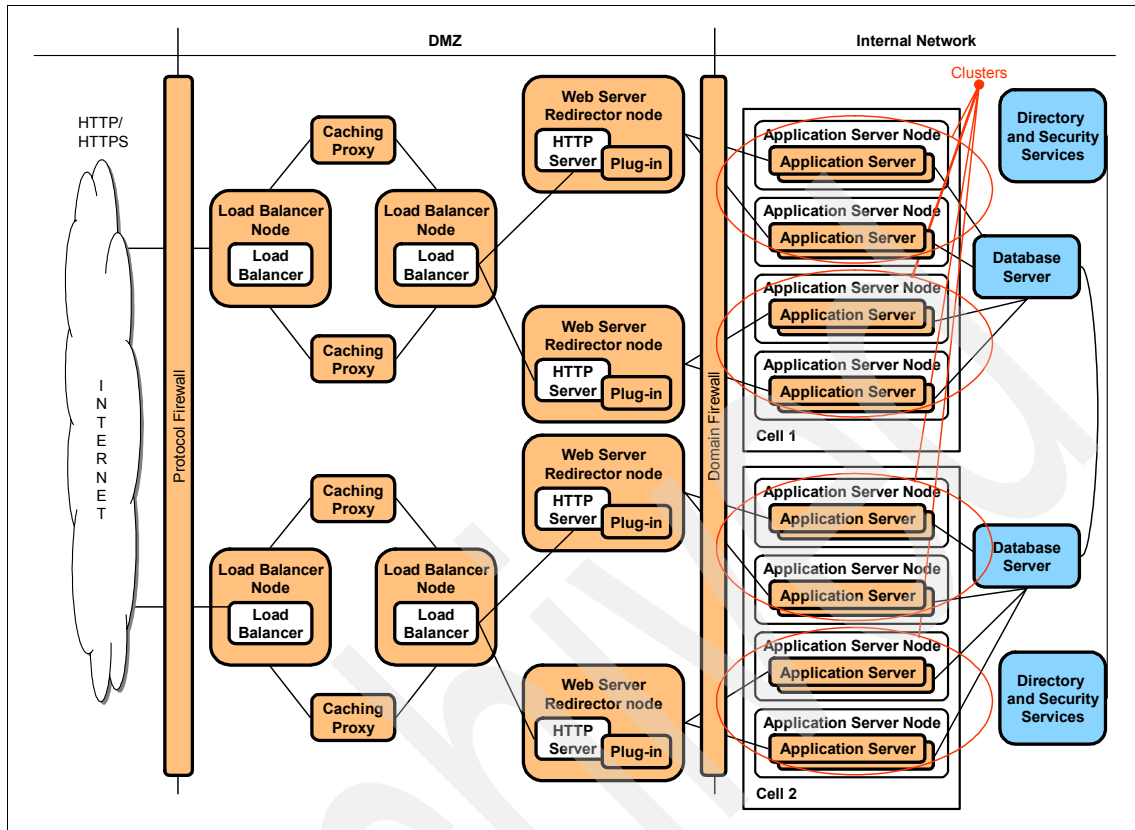 DMZ
Internal Network
Clusters
HTTP/
HTTPS
I
N
T
E
R
N
E
T
Protocol Firewall
Caching
Proxy
Load Balancer
Node
Load
Balancer
Load Balancer
Node
Load
Balancer
Caching
Proxy
Web Server
Redirector node
HTTP
Server
Plug-in
Web Server
Redirector node
HTTP
Server
Plug-in
Caching
Proxy
Load Balancer
Node
Load
Balancer
Load Balancer
Node
Load
Balancer
Caching
Proxy
Web Server
Redirector node
HTTP
Server
Plug-in
Web Server
Redirector node
HTTP
Server
Plug-in
Domain Firewall
Application Server Node
Application Server
Application Server Node
Application Server
Application Server Node
Application Server
Application Server Node
Application Server
Cell 1
Application Server Node
Application Server
Application Server Node
Application Server
Application Server Node
Application Server
Application Server Node
Application Server
Cell 2
Directory
and Security
Services
Database
Server
Database
Server
Directory
and Security
Services